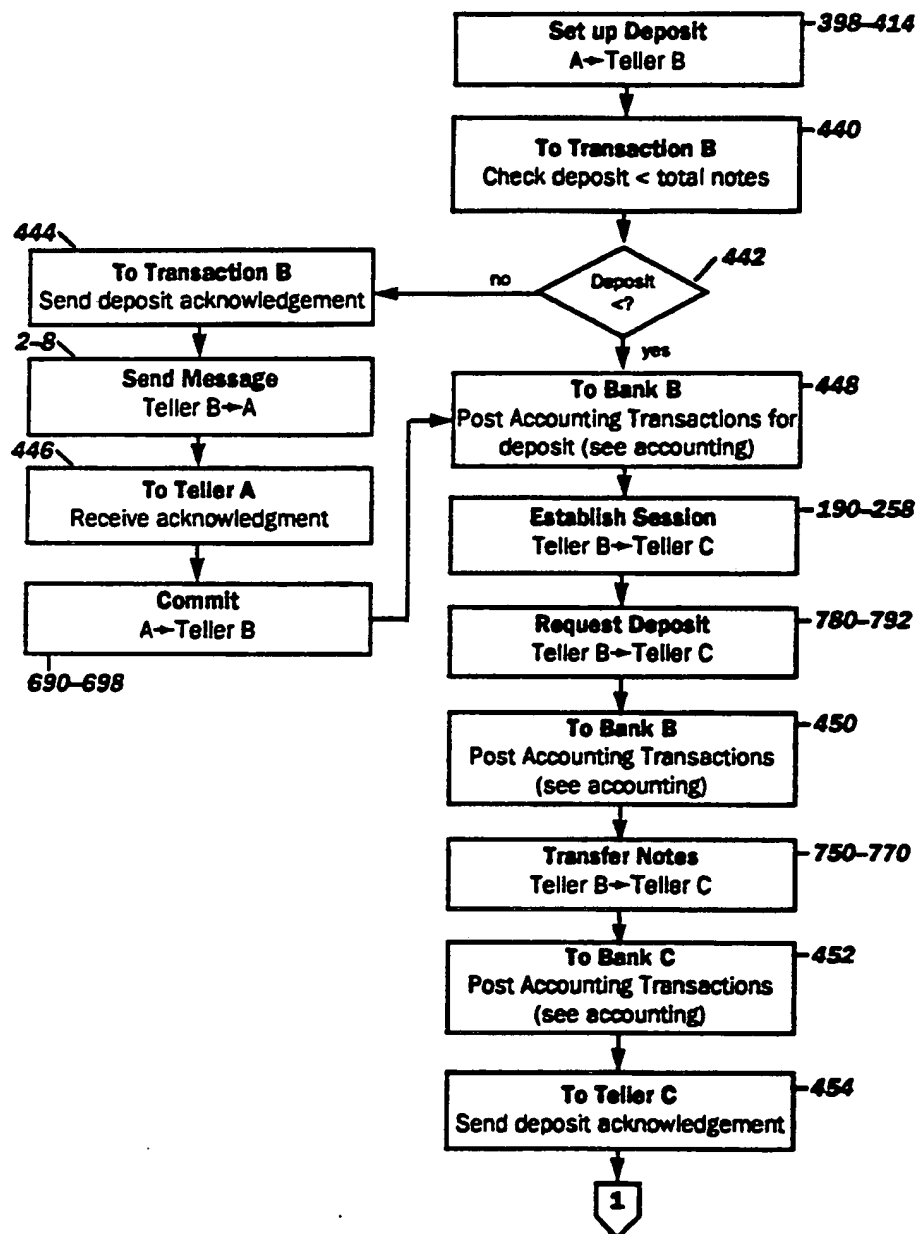 Set up Deposit
A→Teller B
398–414
To Transaction B
Check deposit < total notes
440
Deposit
<?
442
no
yes
444
To Transaction B
Send deposit acknowledgement
2–8
Send Message
Teller B→A
446
To Teller A
Receive acknowledgment
Commit
A→Teller B
690–698
To Bank B
Post Accounting Transactions for
deposit (see accounting)
448
Establish Session
Teller B→Teller C
190–258
Request Deposit
Teller B→Teller C
780–792
To Bank B
Post Accounting Transactions
(see accounting)
450
Transfer Notes
Teller B→Teller C
750–770
To Bank C
Post Accounting Transactions
(see accounting)
452
To Teller C
Send deposit acknowledgement
454
1